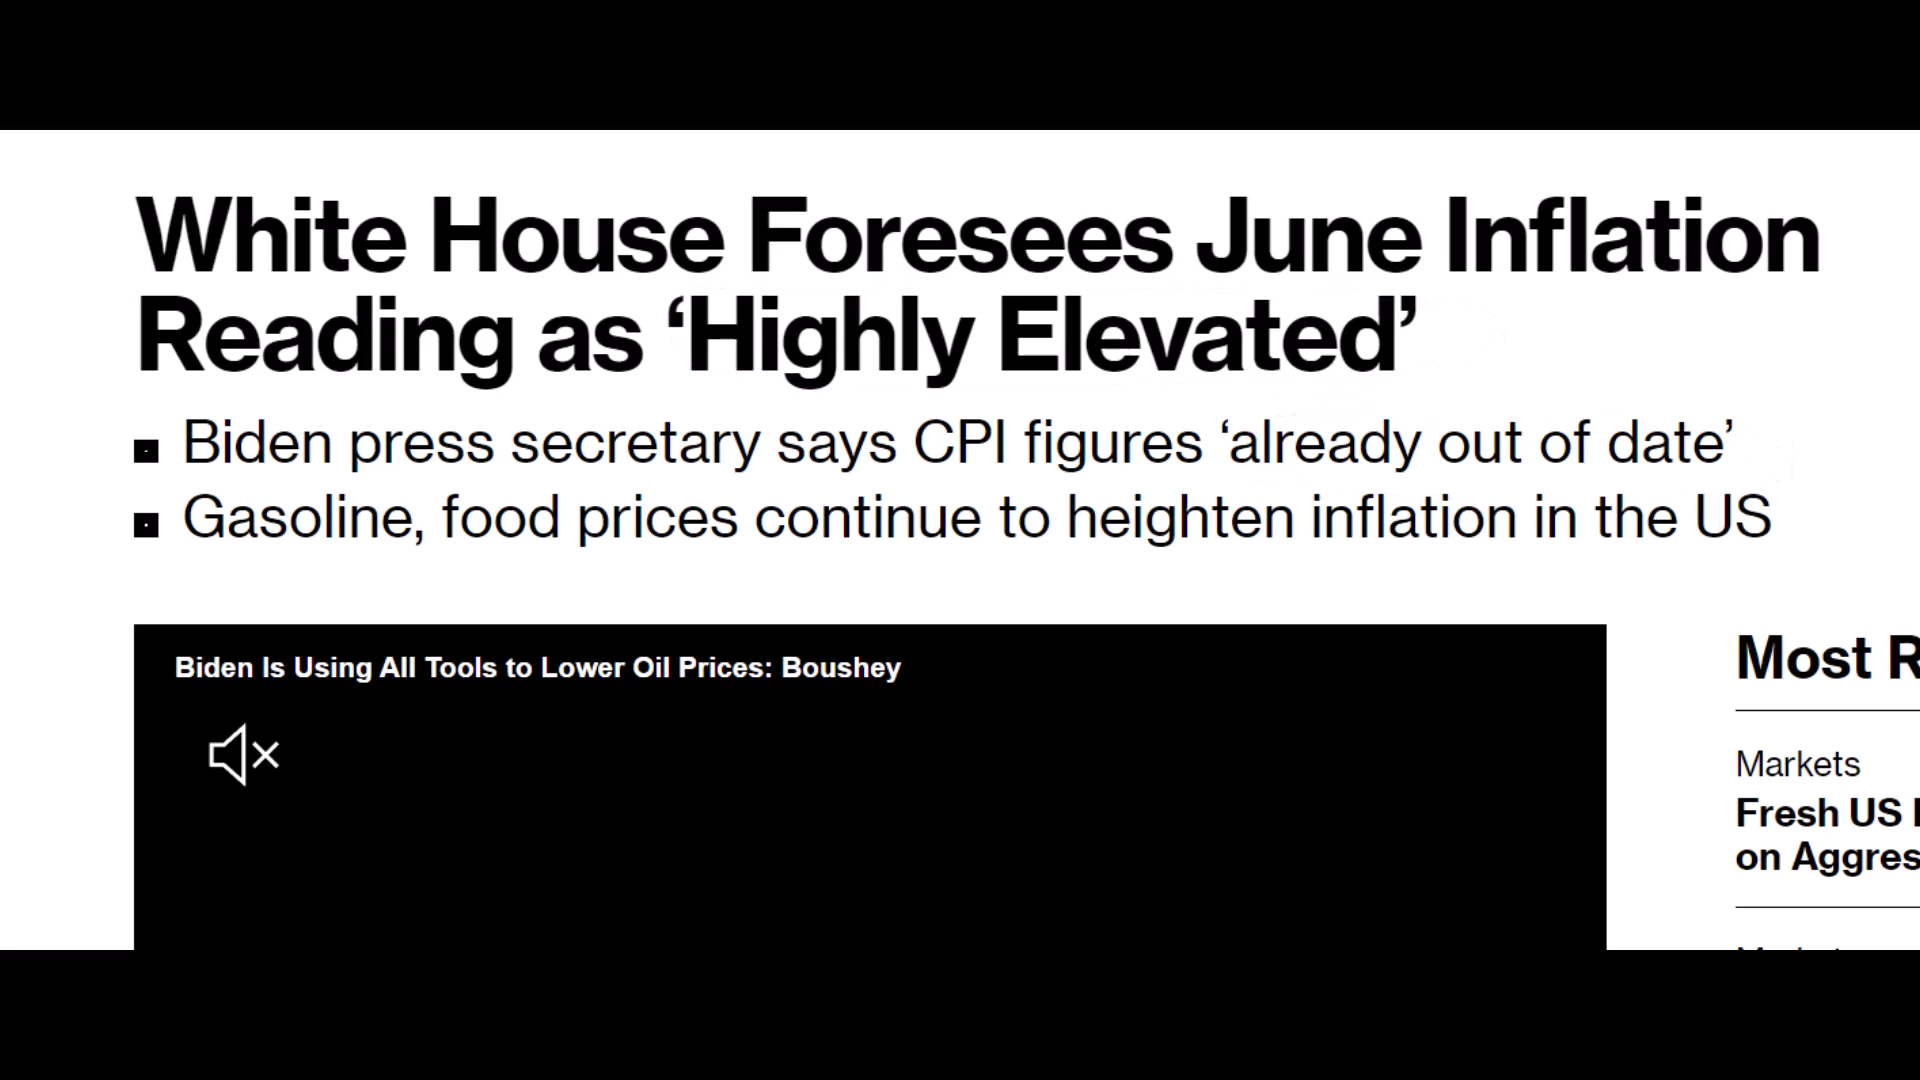 White House Foresees June Inflation
Reading as ‘Highly Elevated’
Biden press secretary says CPI figures ‘already out of date’
Gasoline, food prices continue to heighten inflation in the US
Biden Is Using All Tools to Lower Oil Prices: Boushey
Most R
Markets
Fresh US
on Aggres